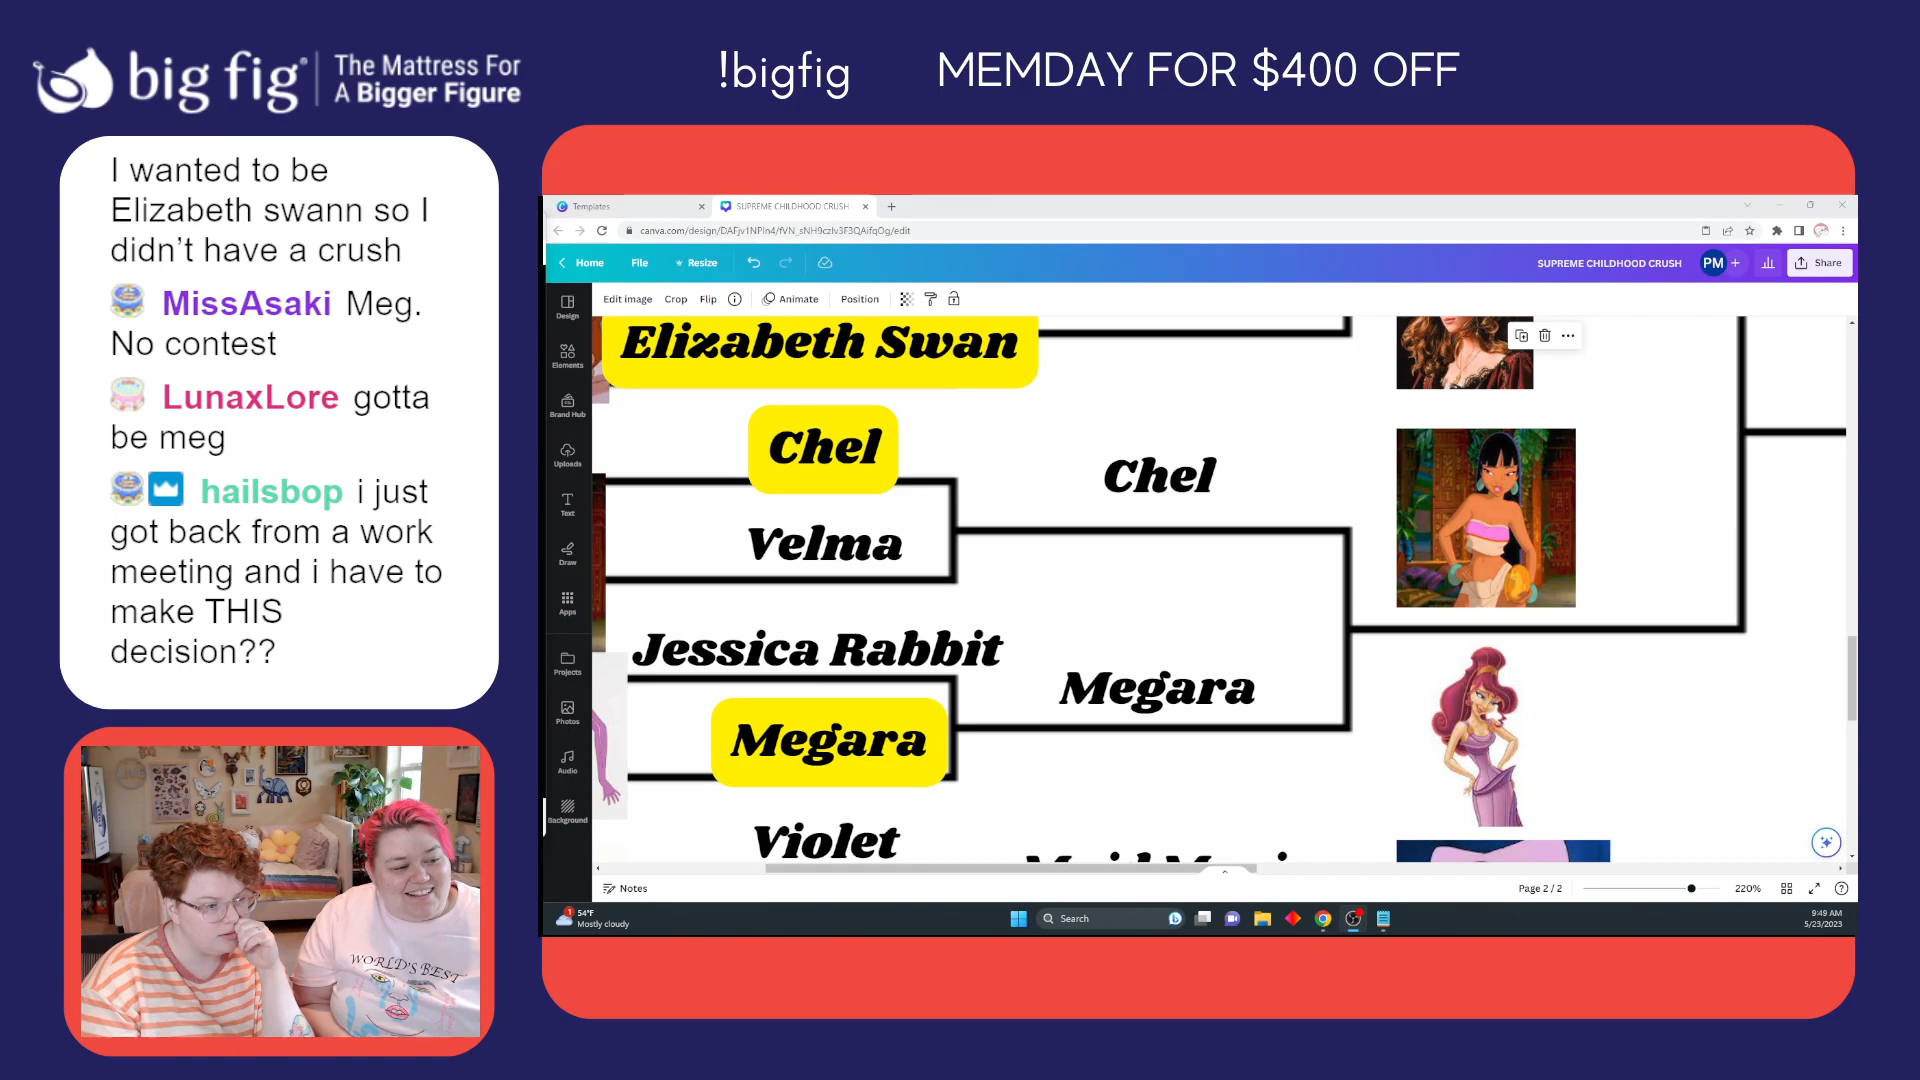 big fig® | The Mattress For
A Bigger Figure
!bigfig
MEMDAY FOR $400 OFF
I wanted to be
Elizabeth swann so I
didn't have a crush
MissAsaki Meg.
No contest
LunaxLore gotta
be meg
hailsbop i just
got back from a work
meeting and i have to
make THIS
decision??
WORLD'S BEST
Templates
SUPREME CHILDHOOD CRUSH
Home
File
Resize
SUPREME CHILDHOOD CRUSH
PM
Share
Edit image
Crop
Flip
Animate
Position
Design
Elements
Brand Hub
Uploads
Text
Draw
Apps
Projects
Photos
Audio
Background
Elizabeth Swan
Chel
Velma
Jessica Rabbit
Megara
Violet
Chel
Megara
Notes
Page 2 / 2
220%
1
54°F
Mostly cloudy
Search
9:49 AM
5/23/2023